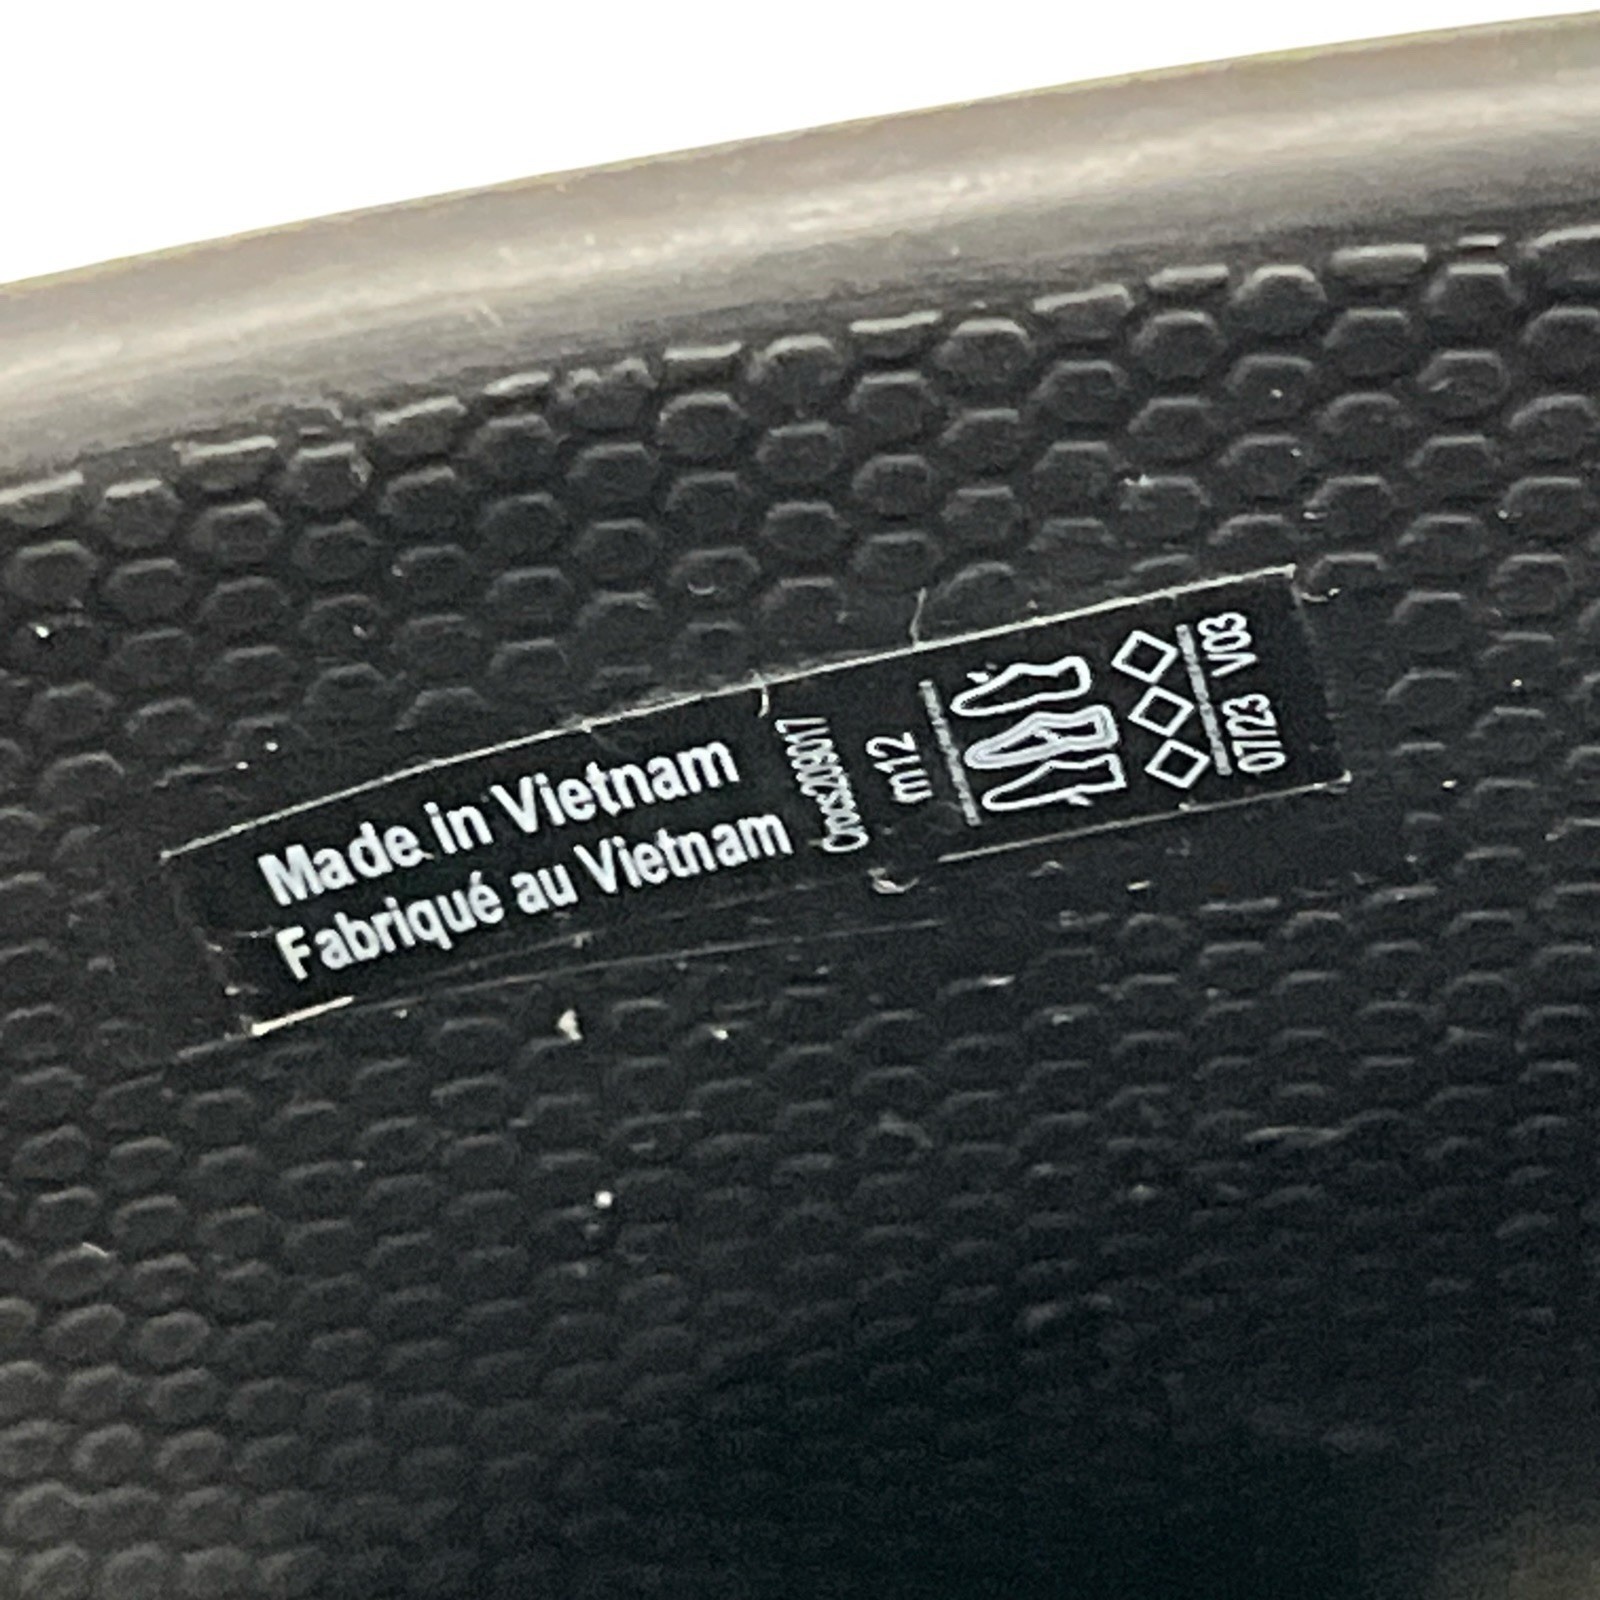 Made in Vietnam
Fabriqué au Vietnam
Crocs209017
m12
07/23 V03